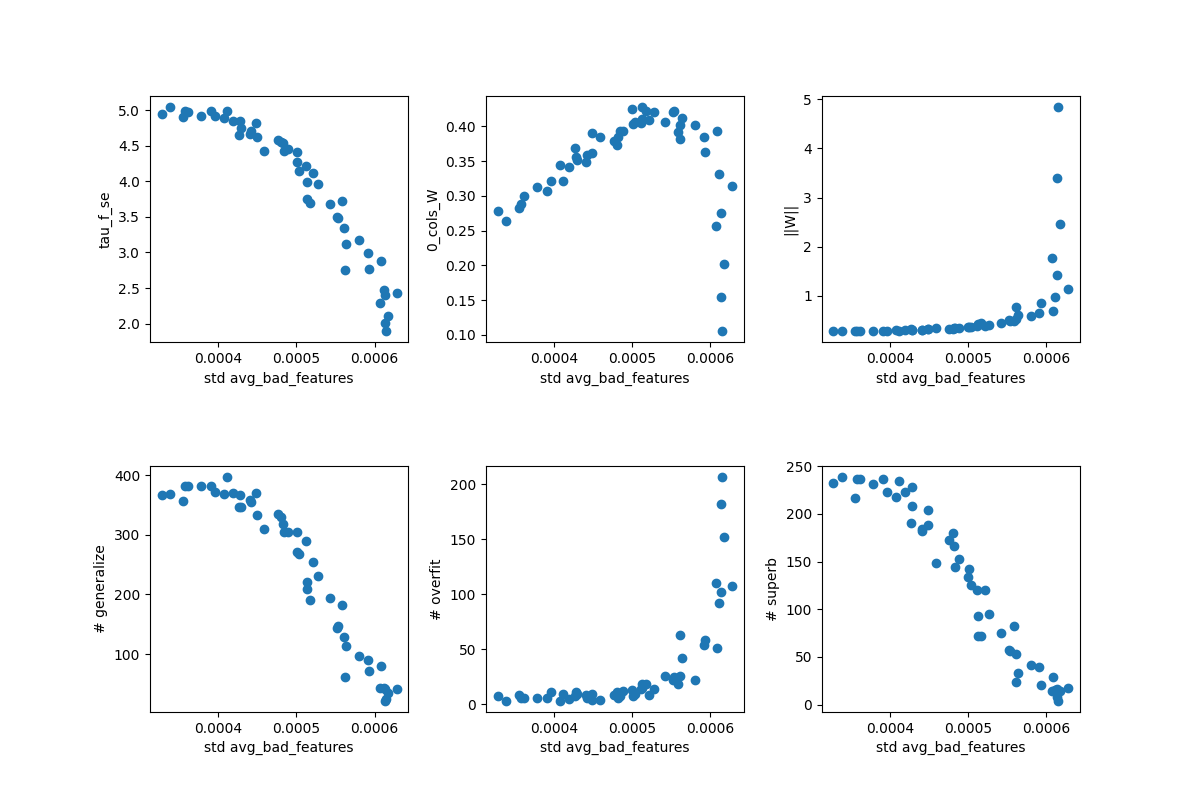 5.0
4.5
4.0
3.5
3.0
2.5
2.0
tau_f_se
0.0004 0.0005 0.0006
std avg_bad_features
0.40
0.35
0.30
0.25
0.20
0.15
0.10
0_cols_W
0.0004 0.0005 0.0006
std avg_bad_features
5
4
3
2
1
||W||
0.0004 0.0005 0.0006
std avg_bad_features
400
300
200
100
# generalize
0.0004 0.0005 0.0006
std avg_bad_features
200
150
100
50
0
# overfit
0.0004 0.0005 0.0006
std avg_bad_features
250
200
150
100
50
0
# superb
0.0004 0.0005 0.0006
std avg_bad_features